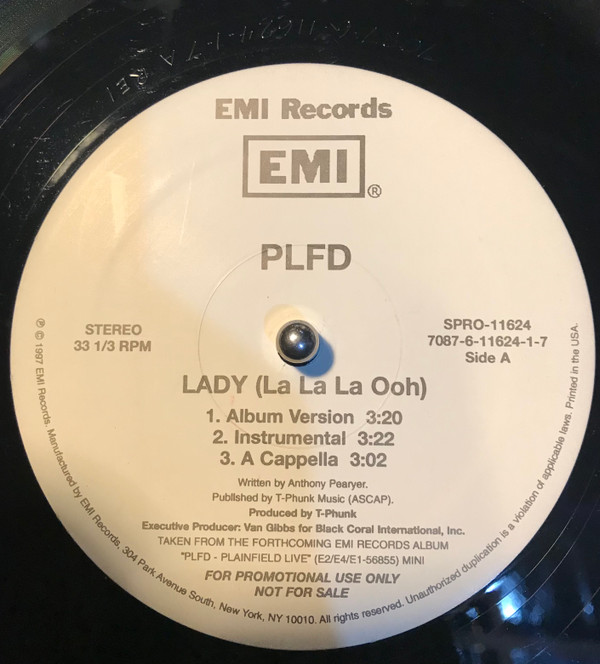 7087-6-11624-1-7A
EMI Records
EMI®
PLFD
STEREO
33 1/3 RPM
SPRO-11624
7087-6-11624-1-7
Side A
LADY (La La La Ooh)
1. Album Version 3:20
2. Instrumental 3:22
3. A Cappella 3:02
Written by Anthony Pearyer.
Published by T-Phunk Music (ASCAP).
Produced by T-Phunk
Executive Producer: Van Gibbs for Black Coral International, Inc.
TAKEN FROM THE FORTHCOMING EMI RECORDS ALBUM
"PLFD - PLAINFIELD LIVE" (E2/E4/E1-56855) MINI
FOR PROMOTIONAL USE ONLY
NOT FOR SALE
℗ © 1997 EMI Records. Manufactured by EMI Records, 304 Park Avenue South, New York, NY 10010. All rights reserved. Unauthorized duplication is a violation of applicable laws. Printed in the USA.